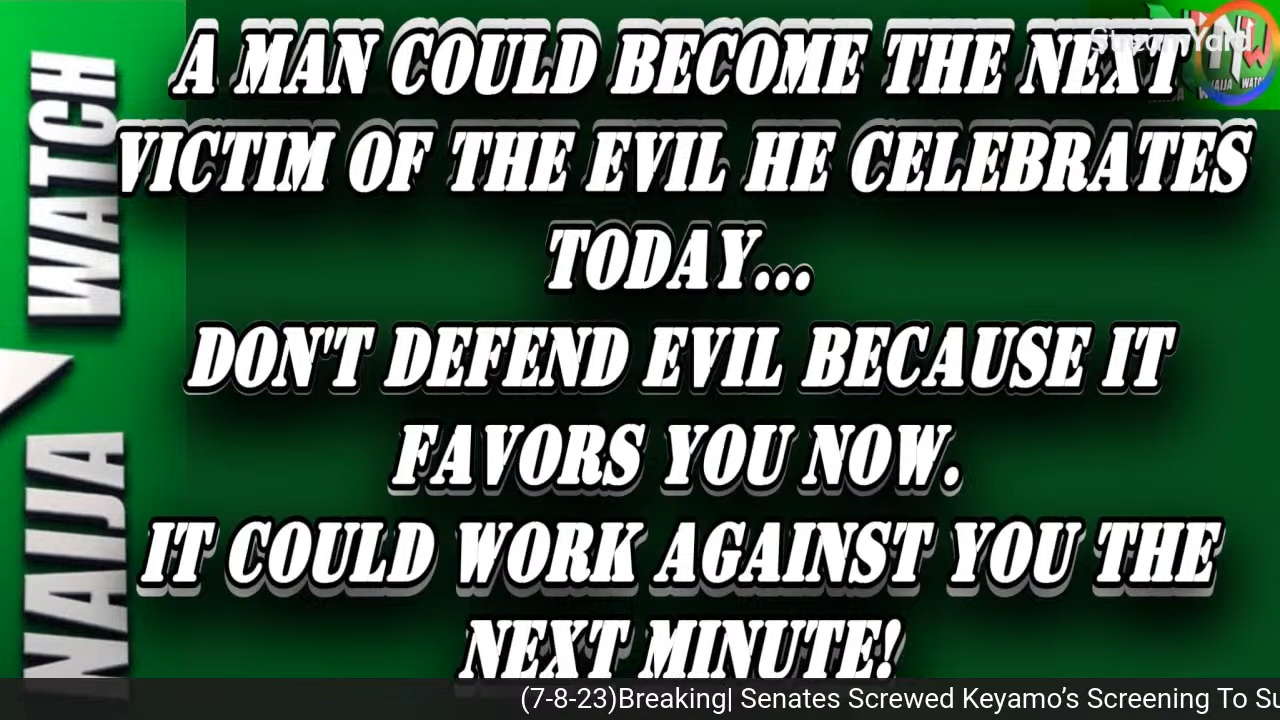 A MAN COULD BECOME THE NEXT
VICTIM OF THE EVIL HE CELEBRATES
TODAY...
DON'T DEFEND EVIL BECAUSE IT
FAVORS YOU NOW.
IT COULD WORK AGAINST YOU THE
NEXT MINUTE!
NAIJA WATCH
StreamYard
(7-8-23)Breaking| Senates Screwed Keyamo’s Screening To